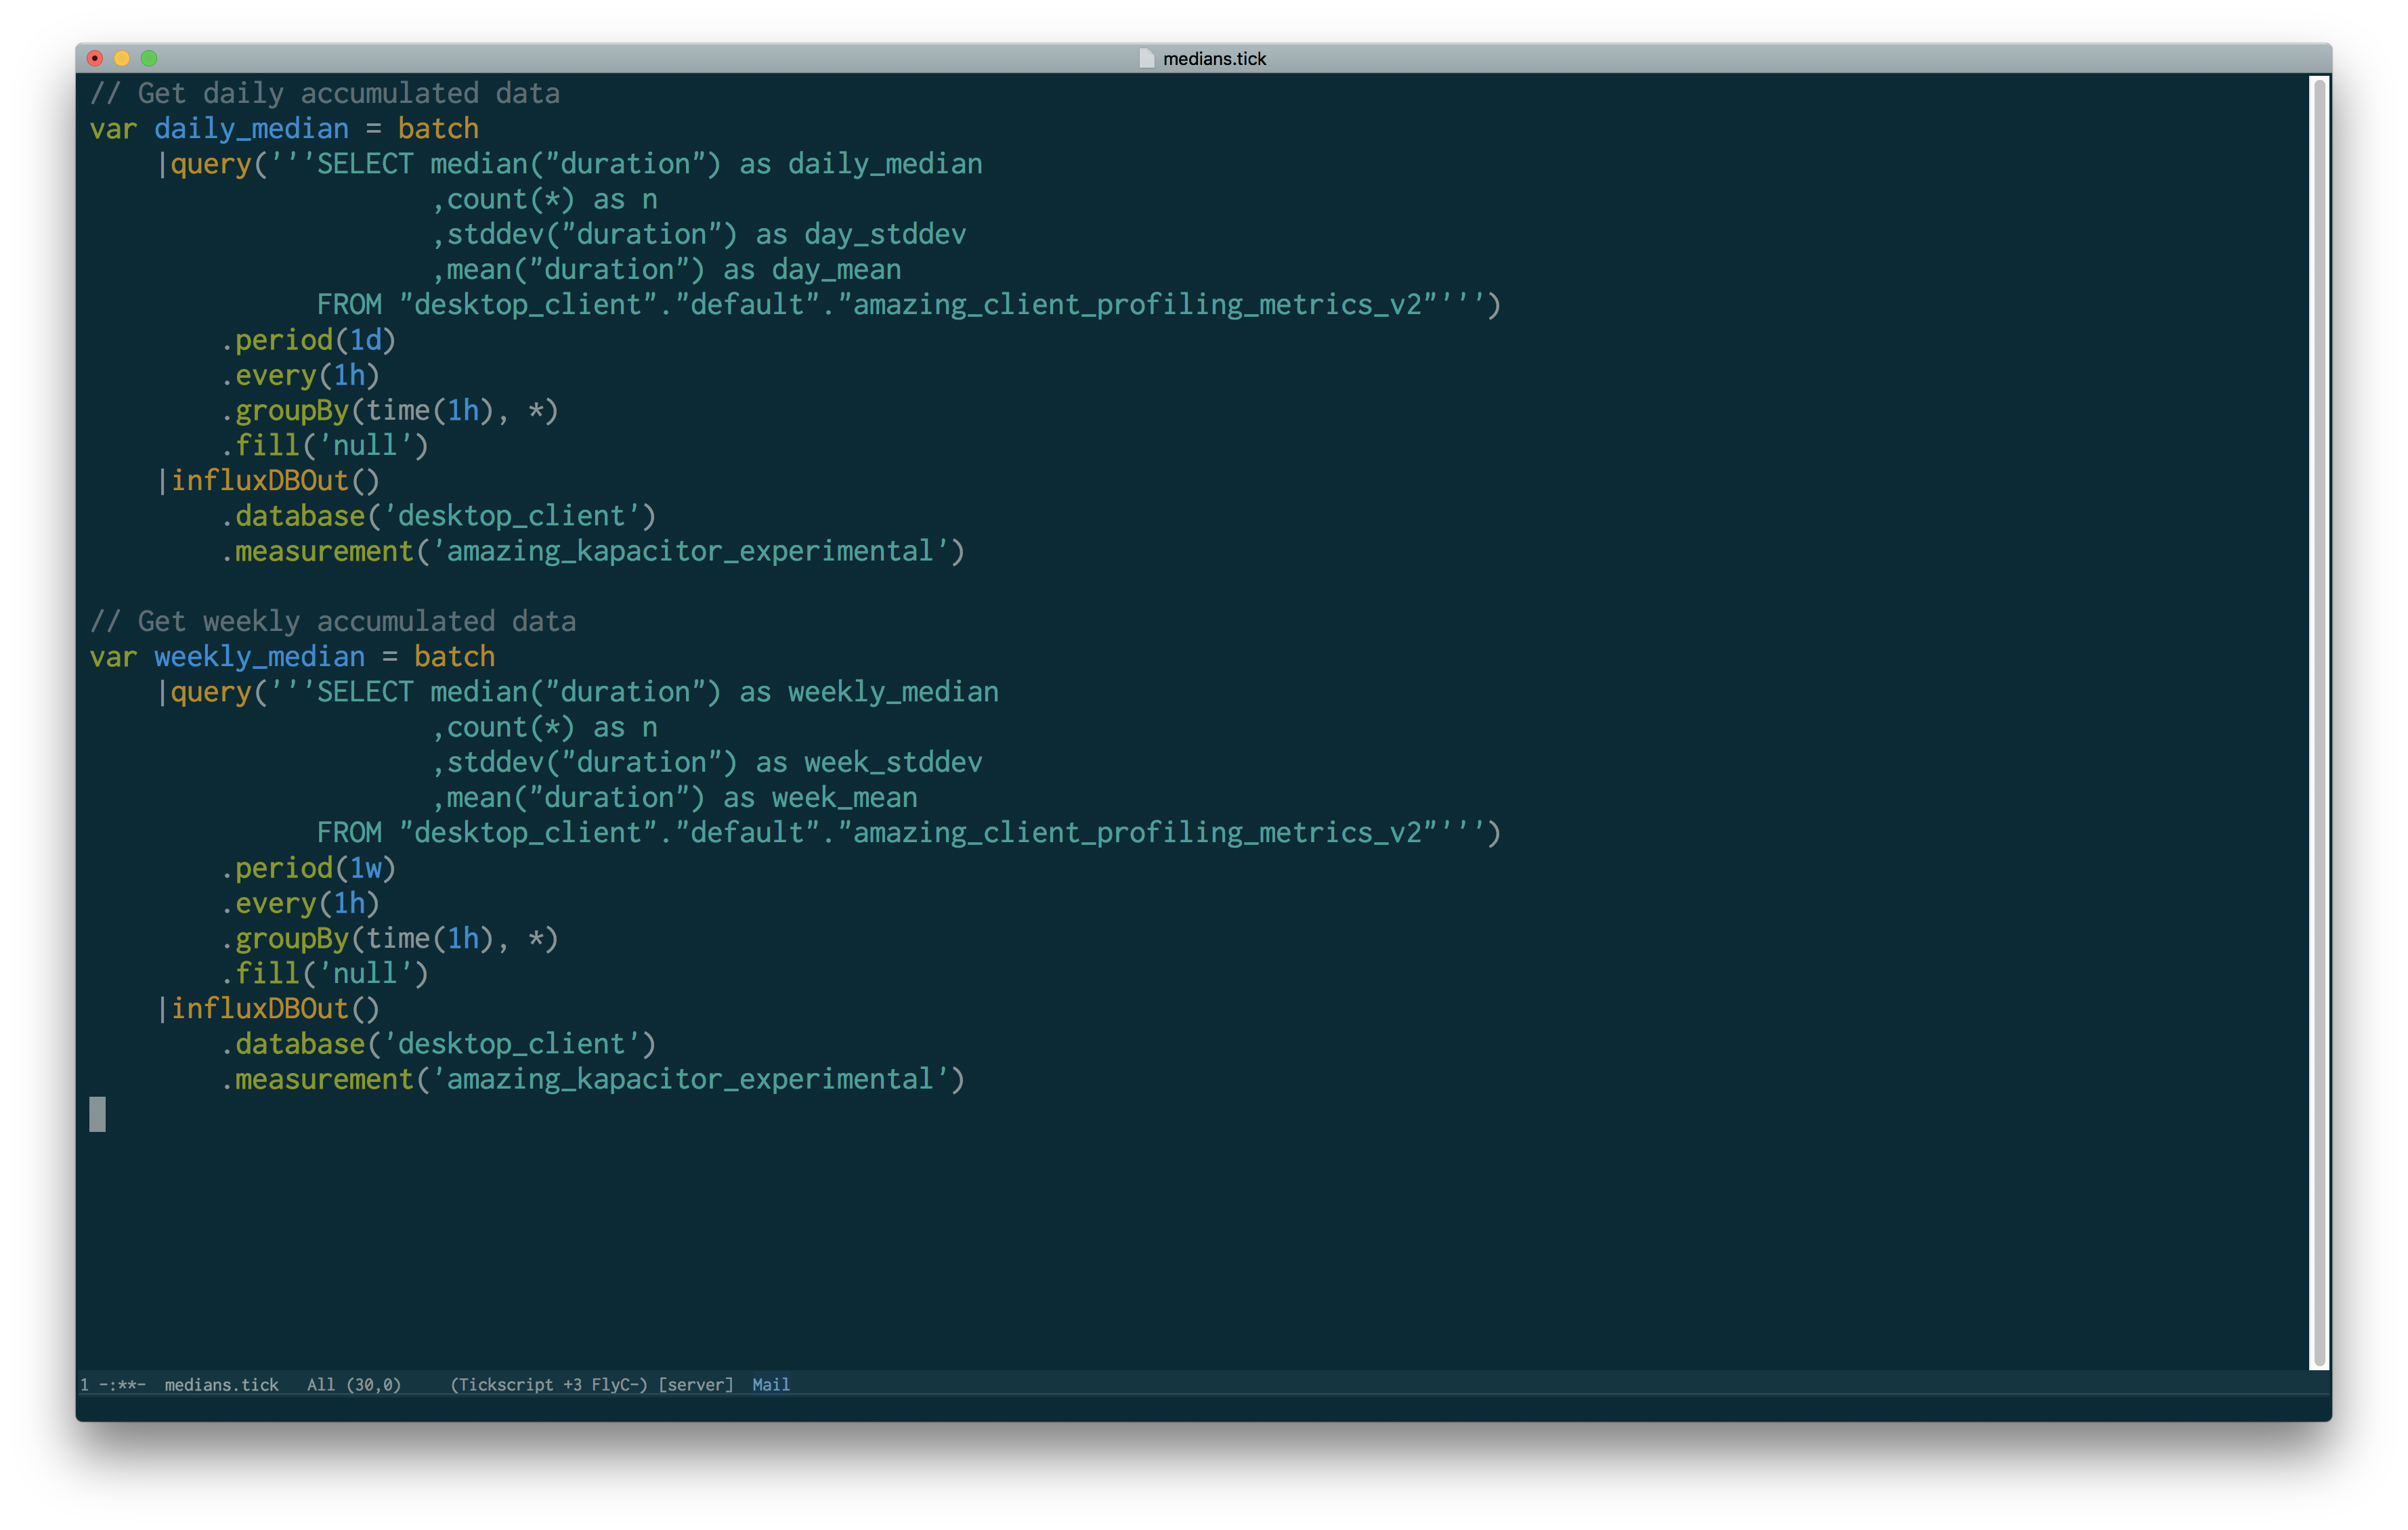 medians.tick
// Get daily accumulated data
var daily_median = batch
    |query('''SELECT median("duration") as daily_median
                    ,count(*) as n
                    ,stddev("duration") as day_stddev
                    ,mean("duration") as day_mean
              FROM "desktop_client"."default"."amazing_client_profiling_metrics_v2"''')
        .period(1d)
        .every(1h)
        .groupBy(time(1h), *)
        .fill('null')
    |influxDBOut()
        .database('desktop_client')
        .measurement('amazing_kapacitor_experimental')
// Get weekly accumulated data
var weekly_median = batch
    |query('''SELECT median("duration") as weekly_median
                    ,count(*) as n
                    ,stddev("duration") as week_stddev
                    ,mean("duration") as week_mean
              FROM "desktop_client"."default"."amazing_client_profiling_metrics_v2"''')
        .period(1w)
        .every(1h)
        .groupBy(time(1h), *)
        .fill('null')
    |influxDBOut()
        .database('desktop_client')
        .measurement('amazing_kapacitor_experimental')
1 -:**-  medians.tick   All (30,0)     (Tickscript +3 FlyC-) [server]  Mail